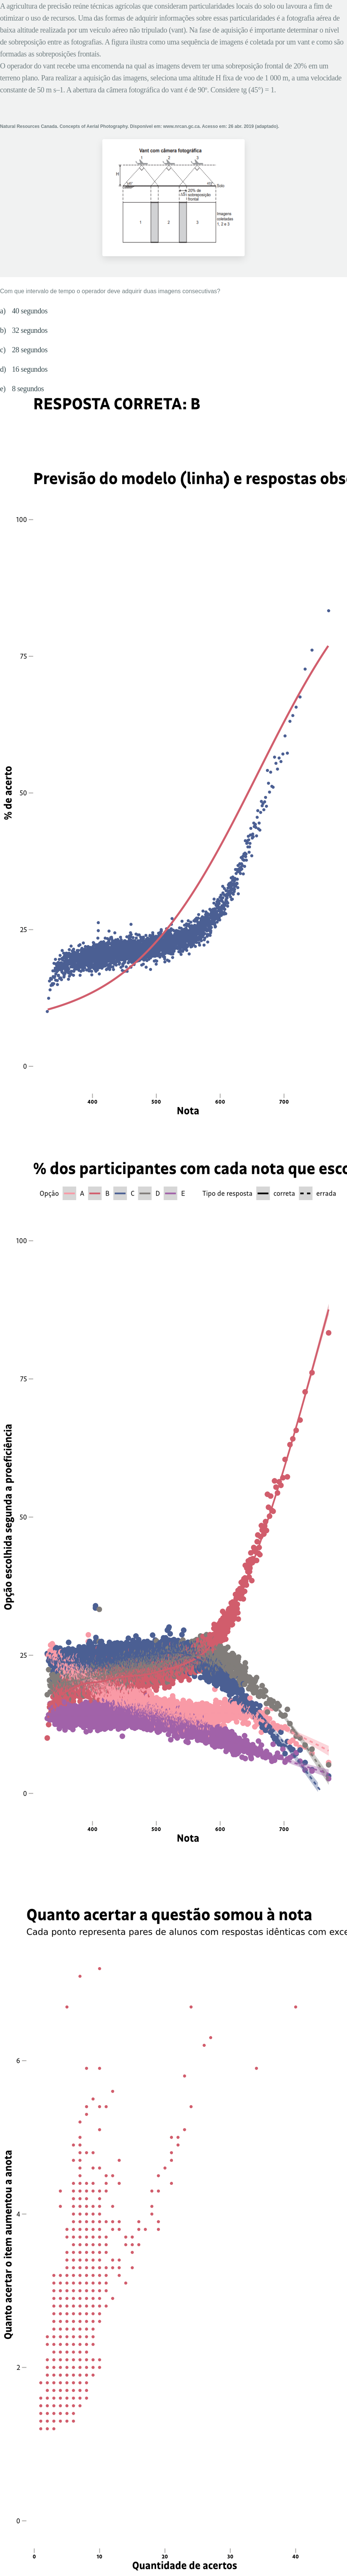 A agricultura de precisão reúne técnicas agrícolas que consideram particularidades locais do solo ou lavoura a fim de
otimizar o uso de recursos. Uma das formas de adquirir informações sobre essas particularidades é a fotografia aérea de
baixa altitude realizada por um veículo aéreo não tripulado (vant). Na fase de aquisição é importante determinar o nível
de sobreposição entre as fotografias. A figura ilustra como uma sequência de imagens é coletada por um vant e como são
formadas as sobreposições frontais.
O operador do vant recebe uma encomenda na qual as imagens devem ter uma sobreposição frontal de 20% em um
terreno plano. Para realizar a aquisição das imagens, seleciona uma altitude H fixa de voo de 1 000 m, a uma velocidade
constante de 50 m s–1. A abertura da câmera fotográfica do vant é de 90º. Considere tg (45°) = 1.
Natural Resources Canada. Concepts of Aerial Photography. Disponível em: www.nrcan.gc.ca. Acesso em: 26 abr. 2019 (adaptado).
Vant com câmera fotográfica
1 2 3
H
45° 45°
Solo
20% de
sobreposição
frontal
1 2 3
Imagens
coletadas
1, 2 e 3
Com que intervalo de tempo o operador deve adquirir duas imagens consecutivas?
a) 40 segundos
b) 32 segundos
c) 28 segundos
d) 16 segundos
e) 8 segundos
RESPOSTA CORRETA: B
Previsão do modelo (linha) e respostas obs
100
75
50
25
0
% de acerto
400 500 600 700
Nota
% dos participantes com cada nota que esco
Opção A B C D E Tipo de resposta correta errada
100
75
50
25
0
Opção escolhida segunda a proeficiência
400 500 600 700
Nota
Quanto acertar a questão somou à nota
Cada ponto representa pares de alunos com respostas idênticas com exce
6
4
2
0
Quanto acertar o item aumentou a anota
0 10 20 30 40
Quantidade de acertos